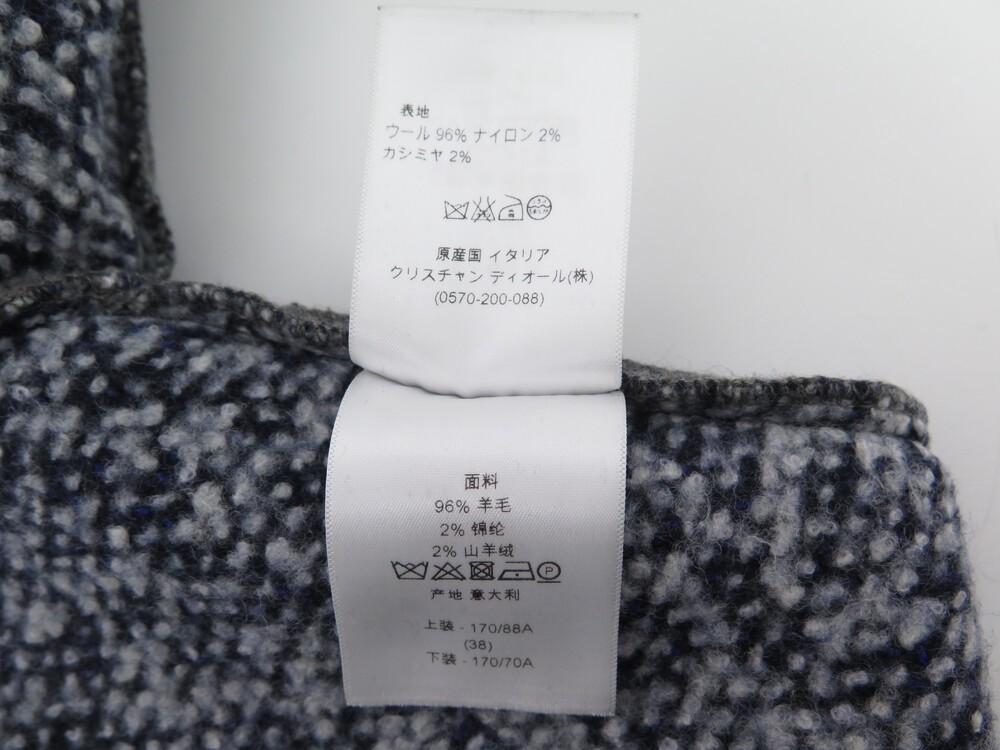 表地
ウール 96% ナイロン 2%
カシミヤ 2%
原産国 イタリア
クリスチャン ディオール(株)
(0570-200-088)
面料
96% 羊毛
2% 锦纶
2% 山羊绒
P
产地 意大利
上装 - 170/88A
(38)
下装 - 170/70A